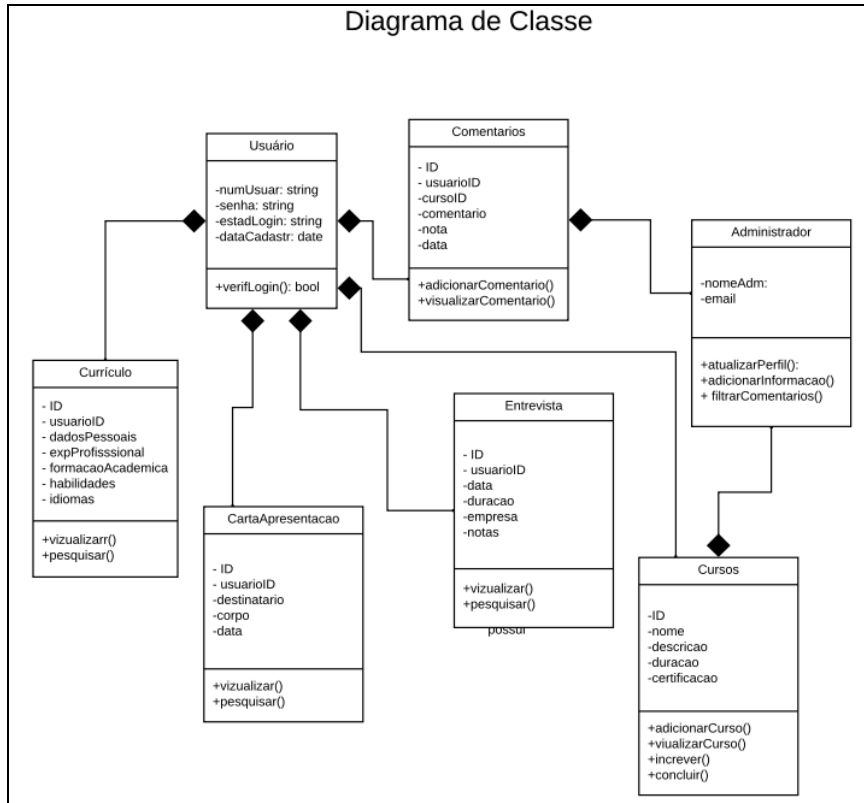 Diagrama de Classe
Usuário
-numUsuar: string
-senha: string
-estadLogin: string
-dataCadastr: date
+verifLogin(): bool
Comentarios
- ID
- usuarioID
-cursoID
-comentario
-nota
-data
+adicionarComentario()
+visualizarComentario()
Administrador
-nomeAdm:
-email
+atualizarPerfil():
+adicionarInformacao()
+ filtrarComentarios()
Currículo
- ID
- usuarioID
- dadosPessoais
- expProfisssional
- formacaoAcademica
- habilidades
- idiomas
+vizualizarr()
+pesquisar()
CartaApresentacao
- ID
- usuarioID
-destinatario
-corpo
-data
+vizualizar()
+pesquisar()
Entrevista
- ID
- usuarioID
-data
-duracao
-empresa
-notas
+vizualizar()
+pesquisar()
possui
Cursos
-ID
-nome
-descricao
-duracao
-certificacao
+adicionarCurso()
+viualizarCurso()
+increver()
+concluir()